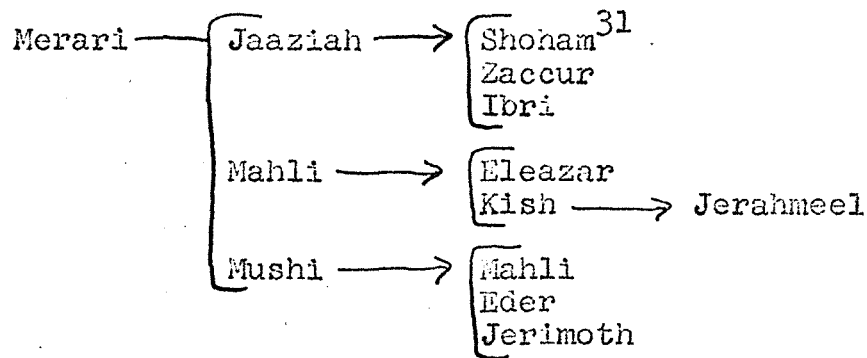 Merari Jaaziah Shoham31
Zaccur
Ibri
Mahli Eleazar
Kish Jerahmeel
Mushi Mahli
Eder
Jerimoth